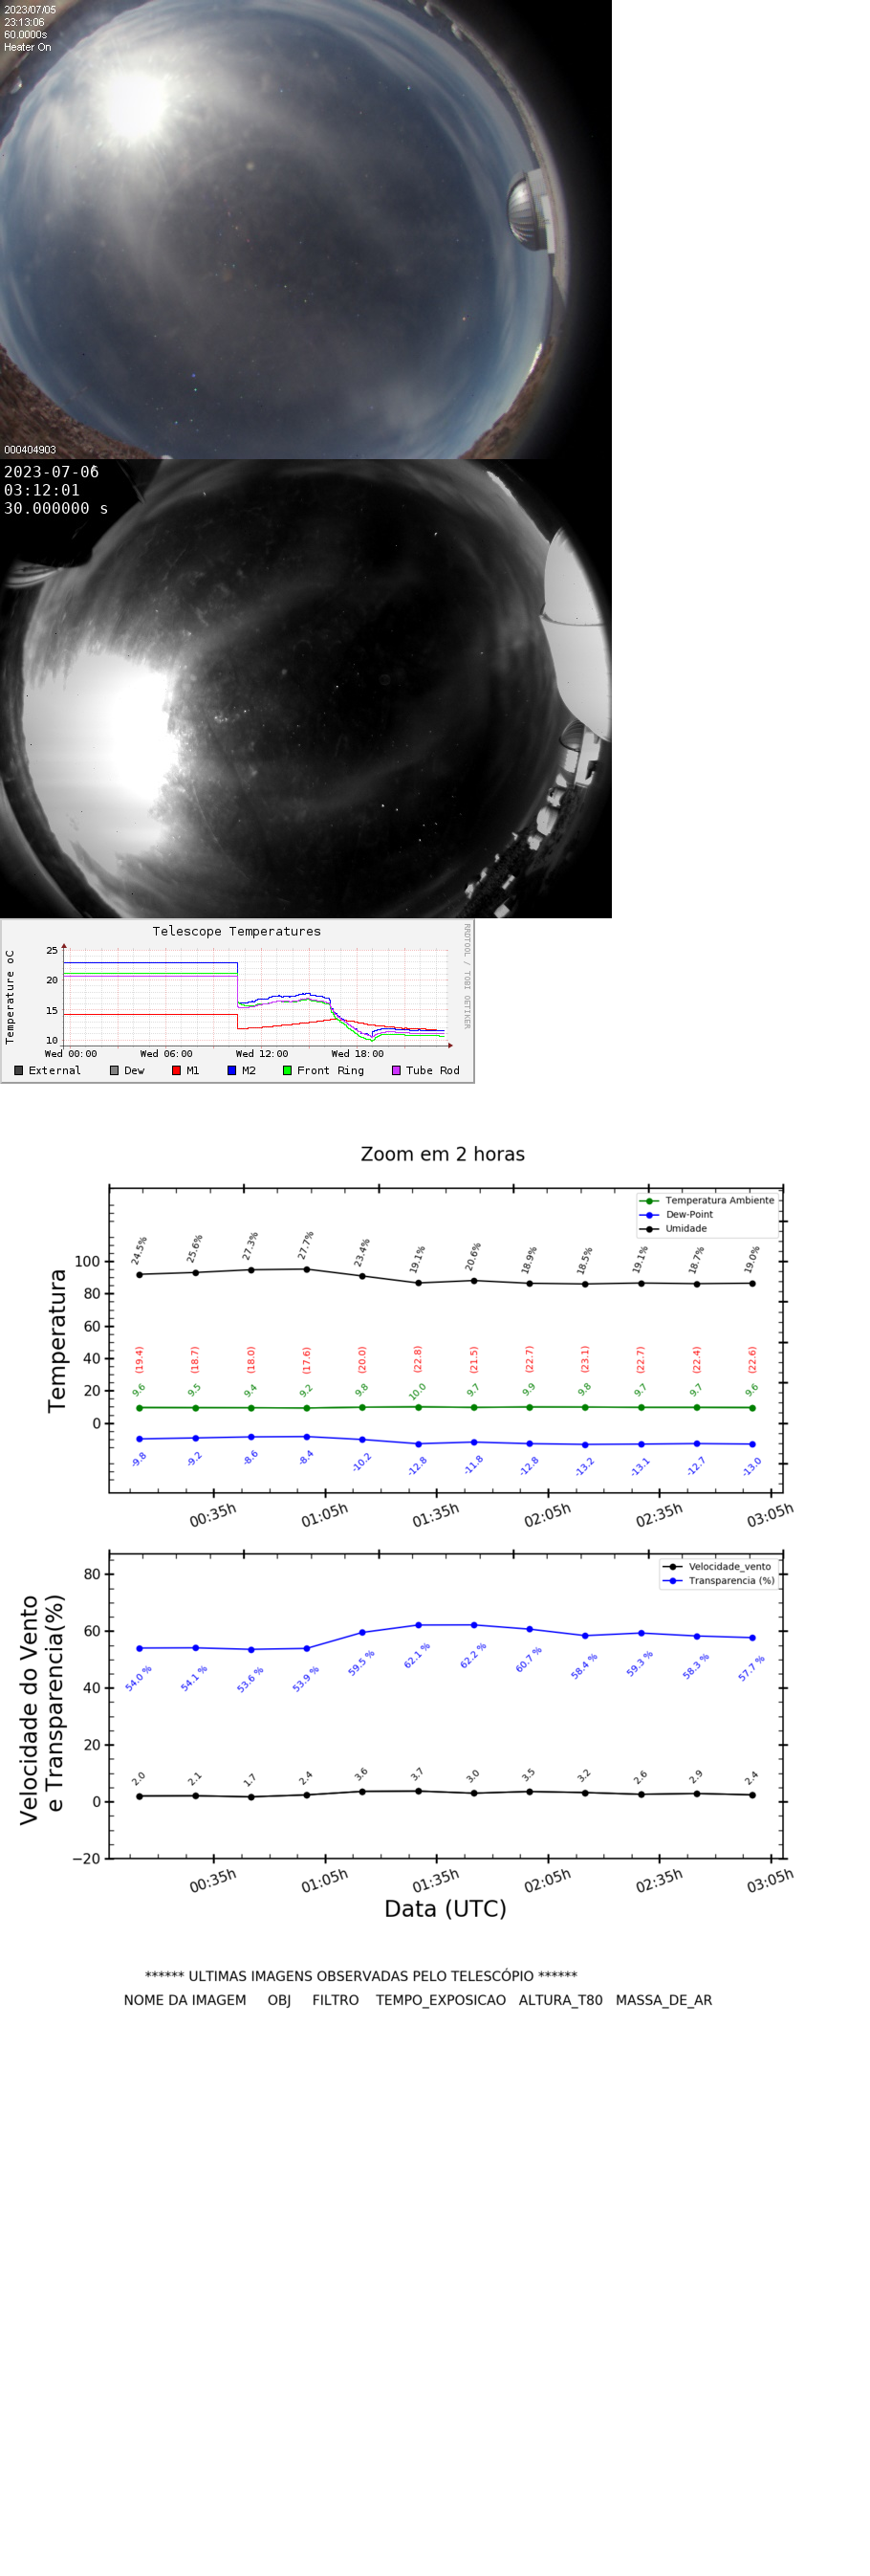 2023/07/05
23:13:06
60.0000s
Heater On
000404903
2023-07-06
03:12:01
30.000000 s
Telescope Temperatures
RRDTOOL / TOBI OETIKER
Temperature oC
25
20
15
10
Wed 00:00 Wed 06:00 Wed 12:00 Wed 18:00
External Dew M1 M2 Front Ring Tube Rod
Zoom em 2 horas
Temperatura Ambiente
Dew-Point
Umidade
Temperatura
100
80
60
40
20
0
24.5% 25.6% 27.3% 27.7% 23.4% 19.1% 20.6% 18.9% 18.5% 19.1% 18.7% 19.0%
(19.4) (18.7) (18.0) (17.6) (20.0) (22.8) (21.5) (22.7) (23.1) (22.7) (22.4) (22.6)
9.6 9.5 9.4 9.2 9.8 10.0 9.7 9.9 9.8 9.7 9.7 9.6
-9.8 -9.2 -8.6 -8.4 -10.2 -12.8 -11.8 -12.8 -13.2 -13.1 -12.7 -13.0
00:35h 01:05h 01:35h 02:05h 02:35h 03:05h
Velocidade_vento
Transparencia (%)
Velocidade do Vento
e Transparencia(%)
80
60
40
20
0
−20
54.0 % 54.1 % 53.6 % 53.9 % 59.5 % 62.1 % 62.2 % 60.7 % 58.4 % 59.3 % 58.3 % 57.7 %
2.0 2.1 1.7 2.4 3.6 3.7 3.0 3.5 3.2 2.6 2.9 2.4
00:35h 01:05h 01:35h 02:05h 02:35h 03:05h
Data (UTC)
****** ULTIMAS IMAGENS OBSERVADAS PELO TELESCÓPIO ******
NOME DA IMAGEM OBJ FILTRO TEMPO_EXPOSICAO ALTURA_T80 MASSA_DE_AR